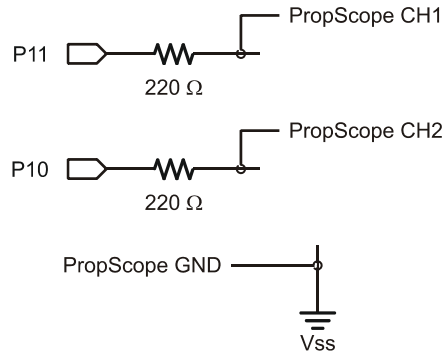 PropScope CH1
P11
220 Ω
PropScope CH2
P10
220 Ω
PropScope GND
Vss